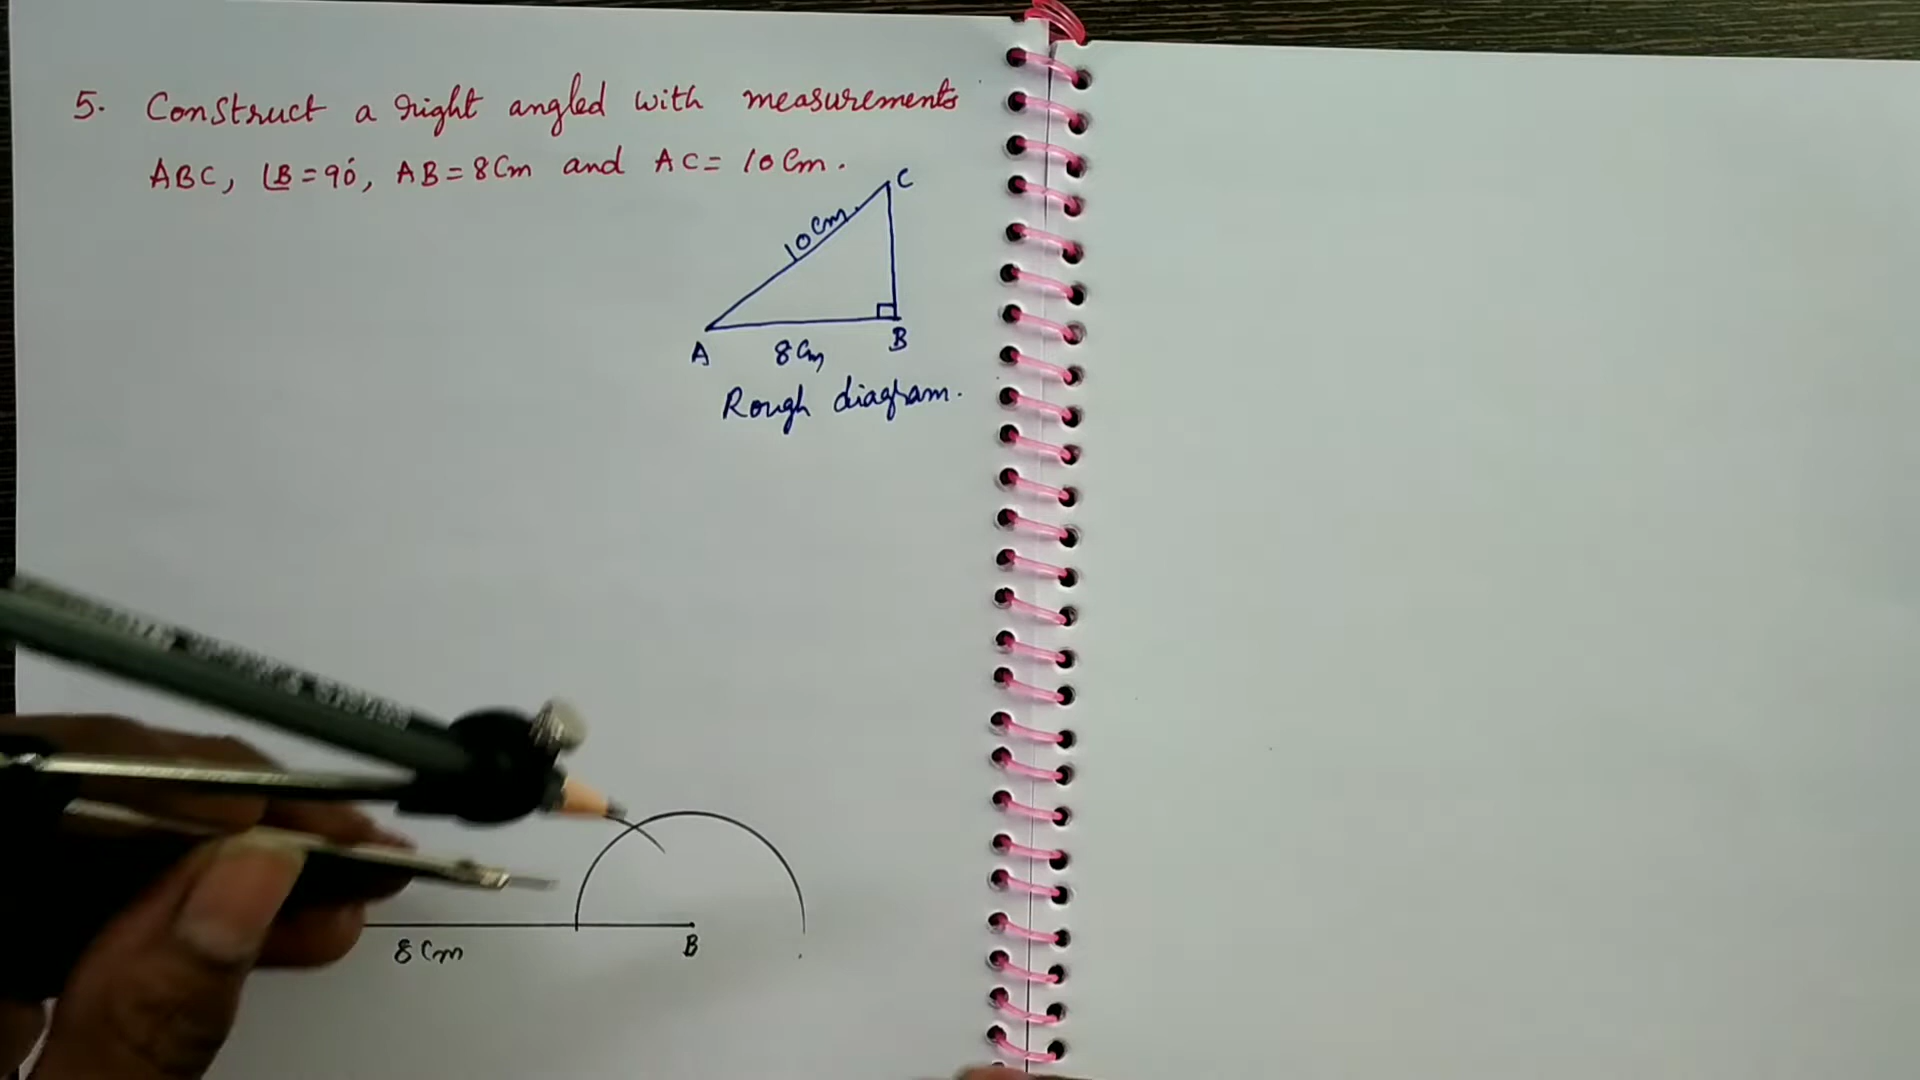 5. Construct a right angled with measurements
ABC, ∟B = 90°, AB = 8 Cm and AC = 10 Cm.
C
10 Cm
A 8 Cm B
Rough diagram.
8 Cm B